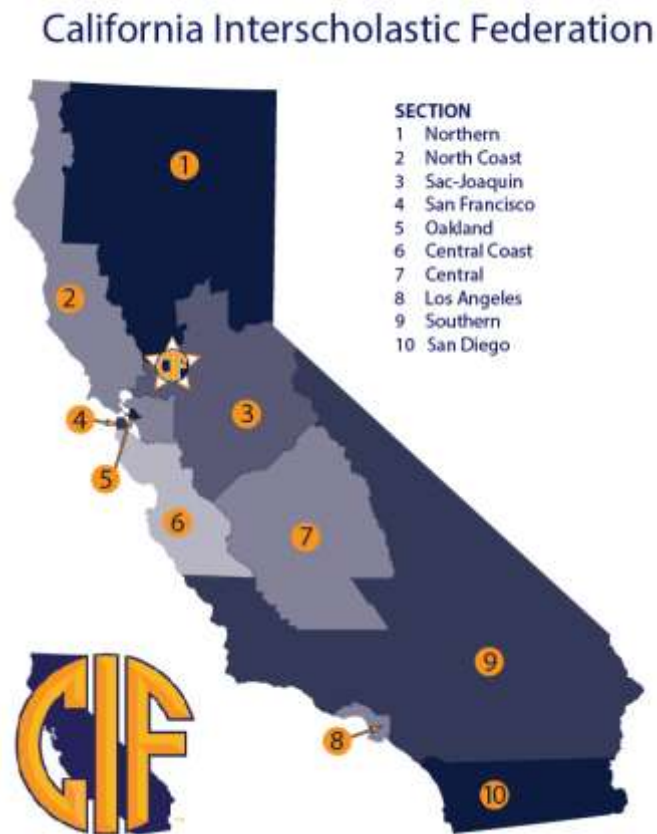 California Interscholastic Federation
SECTION
1 Northern
2 North Coast
3 Sac-Joaquin
4 San Francisco
5 Oakland
6 Central Coast
7 Central
8 Los Angeles
9 Southern
10 San Diego
1
2
CIF
3
4
5
6
7
9
8
10
CIF